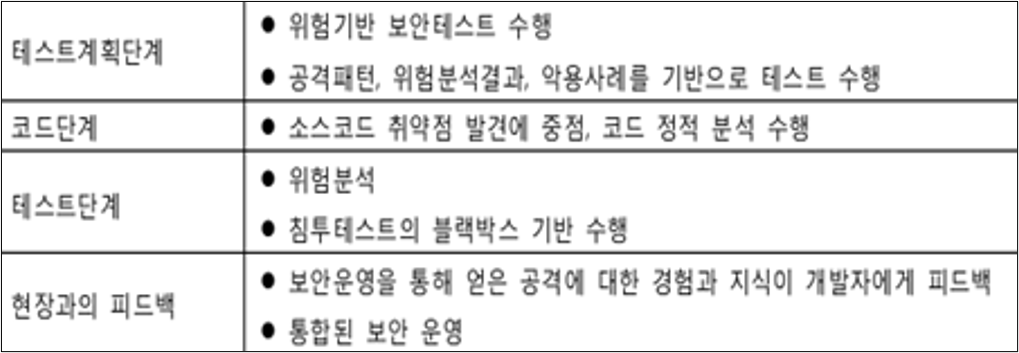 테스트계획단계
● 위험기반 보안테스트 수행
● 공격패턴, 위험분석결과, 악용사례를 기반으로 테스트 수행
코드단계
● 소스코드 취약점 발견에 중점, 코드 정적 분석 수행
테스트단계
● 위험분석
● 침투테스트의 블랙박스 기반 수행
현장과의 피드백
● 보안운영을 통해 얻은 공격에 대한 경험과 지식이 개발자에게 피드백
● 통합된 보안 운영